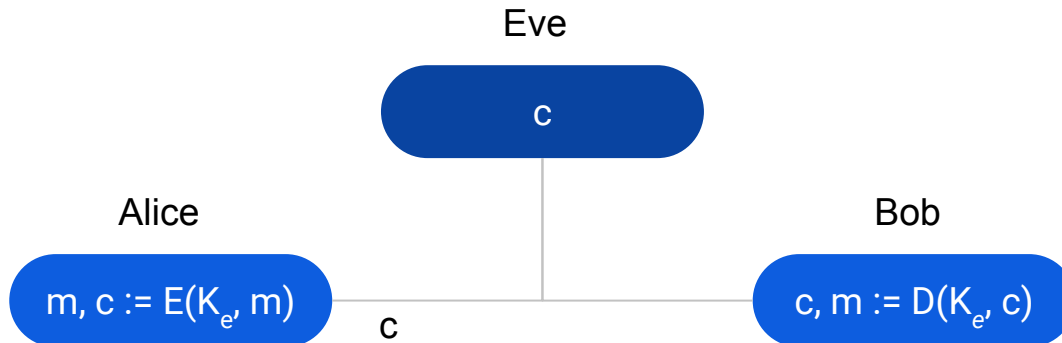 Eve
c
Alice
Bob
m, c := E(Kₑ, m)
c
c, m := D(Kₑ, c)